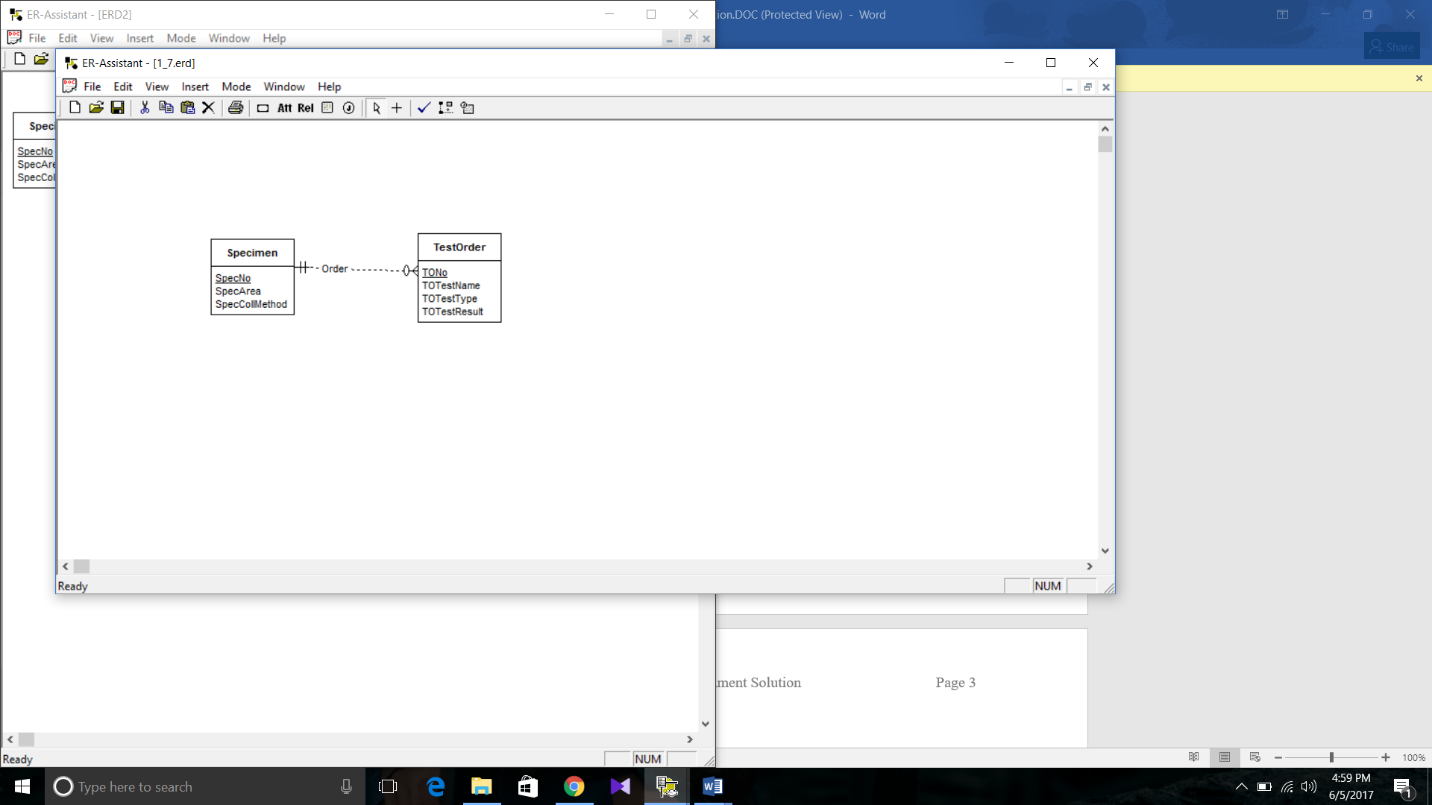 ER-Assistant - [ERD2]
ion.DOC (Protected View) - Word
File Edit View Insert Mode Window Help
Share
ER-Assistant - [1_7.erd]
File Edit View Insert Mode Window Help
Att Rel
Spec
SpecNo
SpecAre
SpecCol
Specimen
SpecNo
SpecArea
SpecCollMethod
Order
TestOrder
TONo
TOTestName
TOTestType
TOTestResult
Ready
NUM
ment Solution Page 3
Ready
NUM
100%
Type here to search
4:59 PM
6/5/2017
1